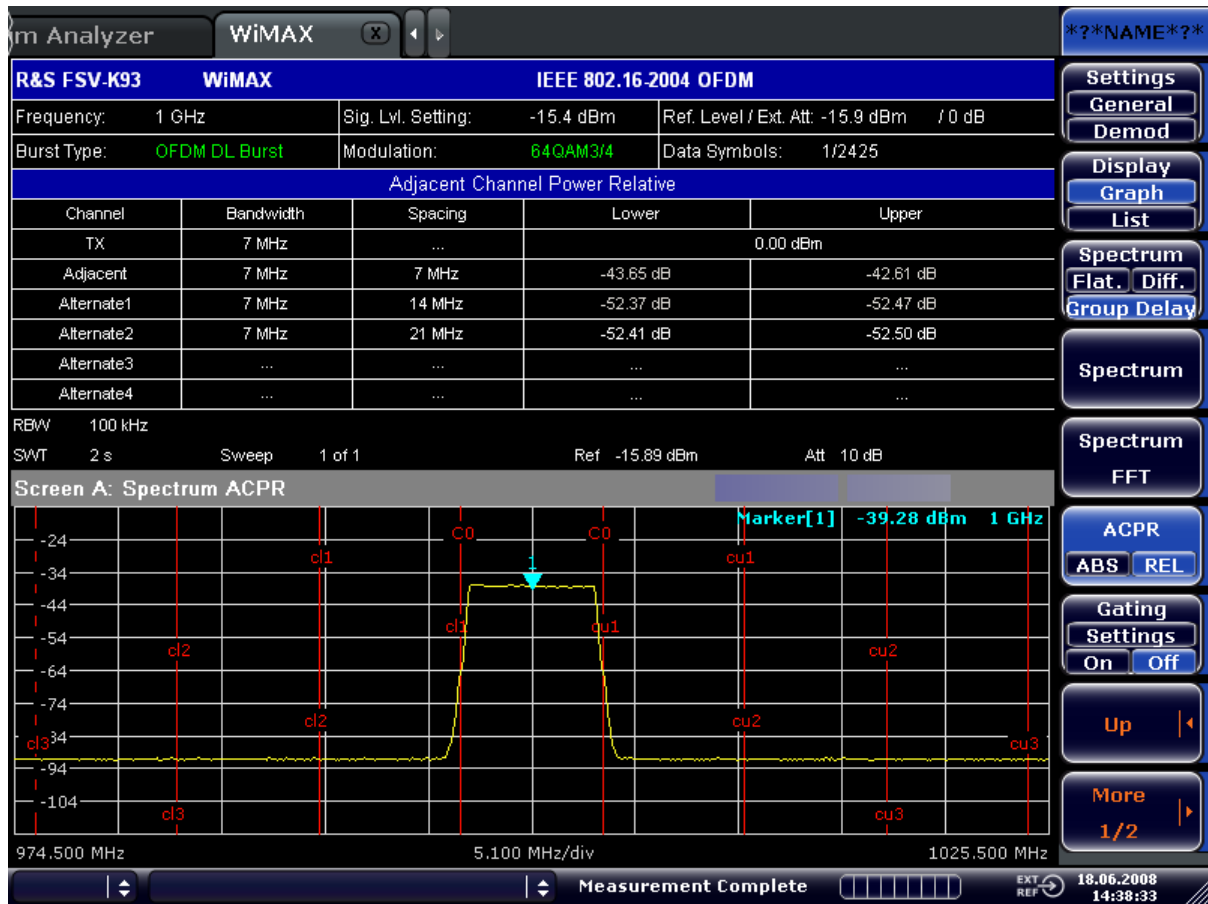 m Analyzer WiMAX X
*?*NAME*?*
R&S FSV-K93 WiMAX IEEE 802.16-2004 OFDM
Frequency: 1 GHz Sig. Lvl. Setting: -15.4 dBm Ref. Level / Ext. Att: -15.9 dBm / 0 dB
Burst Type: OFDM DL Burst Modulation: 64QAM3/4 Data Symbols: 1/2425
Adjacent Channel Power Relative
Channel Bandwidth Spacing Lower Upper
TX 7 MHz ... 0.00 dBm
Adjacent 7 MHz 7 MHz -43.65 dB -42.61 dB
Alternate1 7 MHz 14 MHz -52.37 dB -52.47 dB
Alternate2 7 MHz 21 MHz -52.41 dB -52.50 dB
Alternate3 ... ... ... ...
Alternate4 ... ... ... ...
RBW 100 kHz
SWT 2 s Sweep 1 of 1 Ref -15.89 dBm Att 10 dB
Screen A: Spectrum ACPR
Marker[1] -39.28 dBm 1 GHz
-24 C0 C0
cl1 1 cu1
-34
-44
cl1 cu1
-54
cl2 cu2
-64
-74
cl2 cu2
cl3 34 cu3
-94
-104
cl3 cu3
974.500 MHz 5.100 MHz/div 1025.500 MHz
Measurement Complete EXT REF 18.06.2008
14:38:33
Settings
General
Demod
Display
Graph
List
Spectrum
Flat. Diff.
Group Delay
Spectrum
Spectrum
FFT
ACPR
ABS REL
Gating
Settings
On Off
Up
More
1/2